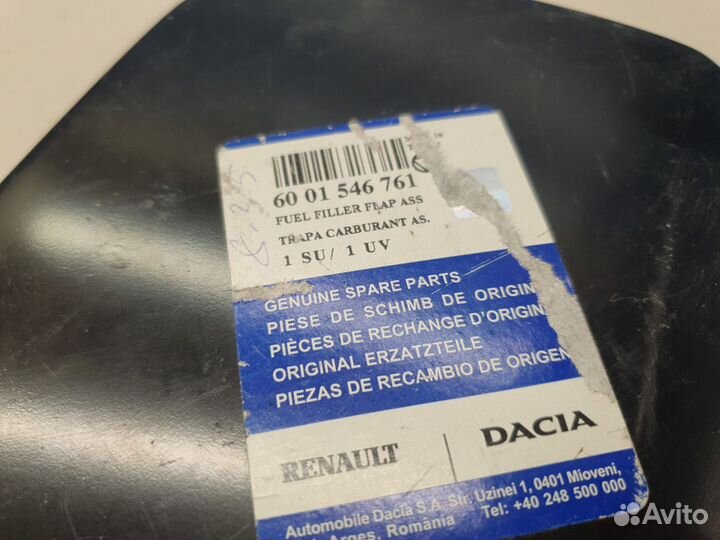 60 01 546 761
FUEL FILLER FLAP ASS
TRAPA CARBURANT AS.
1 SU/ 1 UV
GENUINE SPARE PARTS
PIESE DE SCHIMB DE ORIGIN
PIÈCES DE RECHANGE D'ORIGIN
ORIGINAL ERZATZTEILE
PIEZAS DE RECAMBIO DE ORIGEN
RENAULT
DACIA
Automobile Dacia S.A. Str. Uzinei 1, 0401 Mioveni,
Arges, România
Tel: +40 248 500 000
Avito